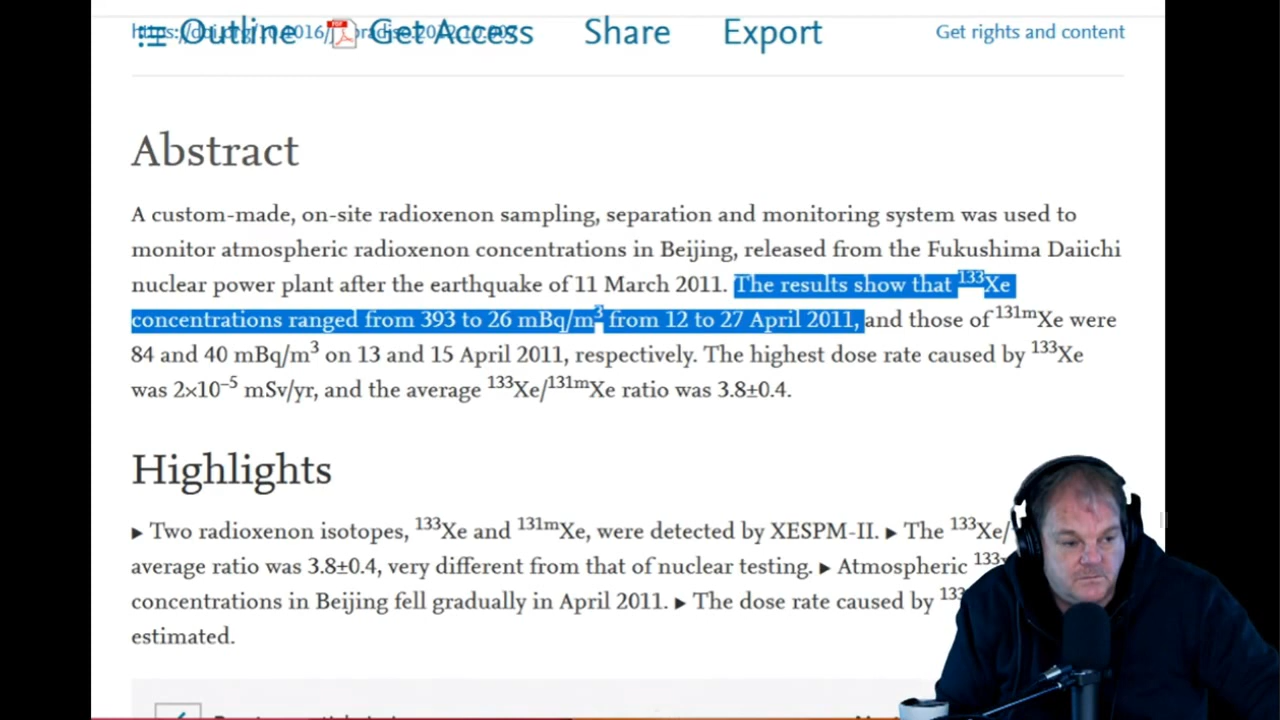 Outline Get Access Share Export Get rights and content
Abstract
A custom-made, on-site radioxenon sampling, separation and monitoring system was used to
monitor atmospheric radioxenon concentrations in Beijing, released from the Fukushima Daiichi
nuclear power plant after the earthquake of 11 March 2011. The results show that ¹³³Xe
concentrations ranged from 393 to 26 mBq/m³ from 12 to 27 April 2011, and those of ¹³¹ᵐXe were
84 and 40 mBq/m³ on 13 and 15 April 2011, respectively. The highest dose rate caused by ¹³³Xe
was 2×10⁻⁵ mSv/yr, and the average ¹³³Xe/¹³¹ᵐXe ratio was 3.8±0.4.
Highlights
▸ Two radioxenon isotopes, ¹³³Xe and ¹³¹ᵐXe, were detected by XESPM-II. ▸ The ¹³³Xe/
average ratio was 3.8±0.4, very different from that of nuclear testing. ▸ Atmospheric ¹³³
concentrations in Beijing fell gradually in April 2011. ▸ The dose rate caused by ¹³³
estimated.